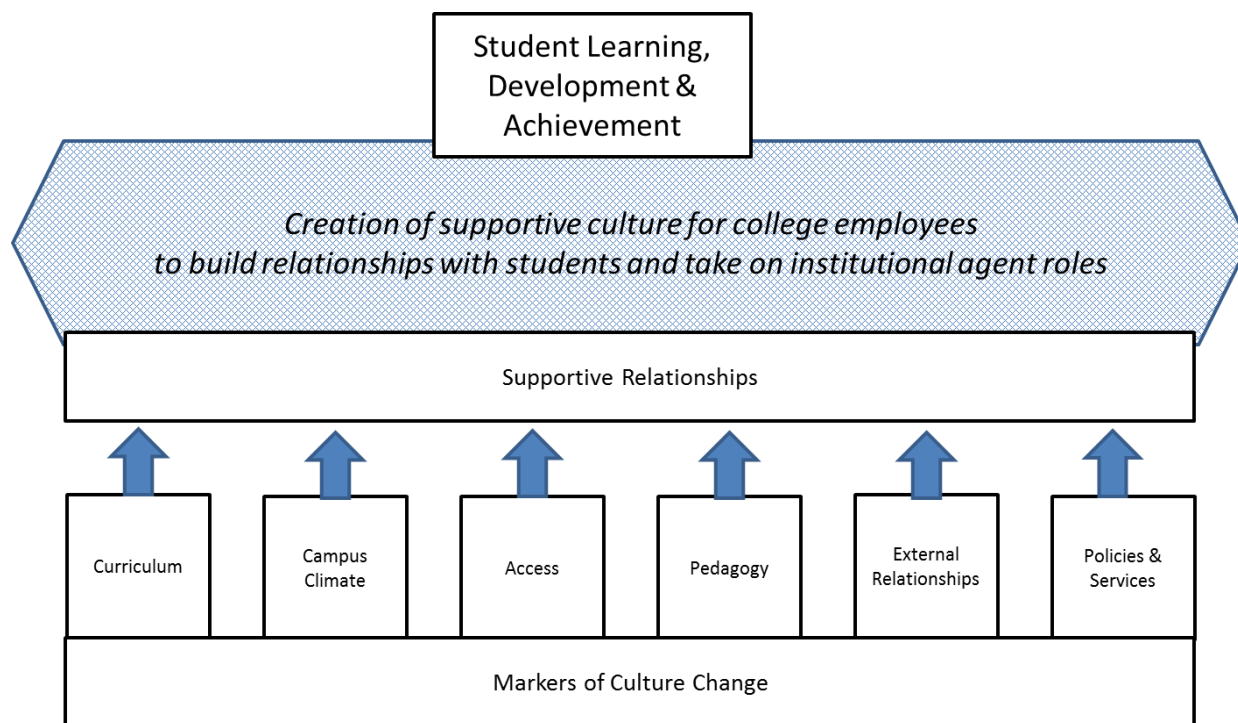 Student Learning,
Development &
Achievement
Creation of supportive culture for college employees
to build relationships with students and take on institutional agent roles
Supportive Relationships
Curriculum
Campus
Climate
Access
Pedagogy
External
Relationships
Policies &
Services
Markers of Culture Change